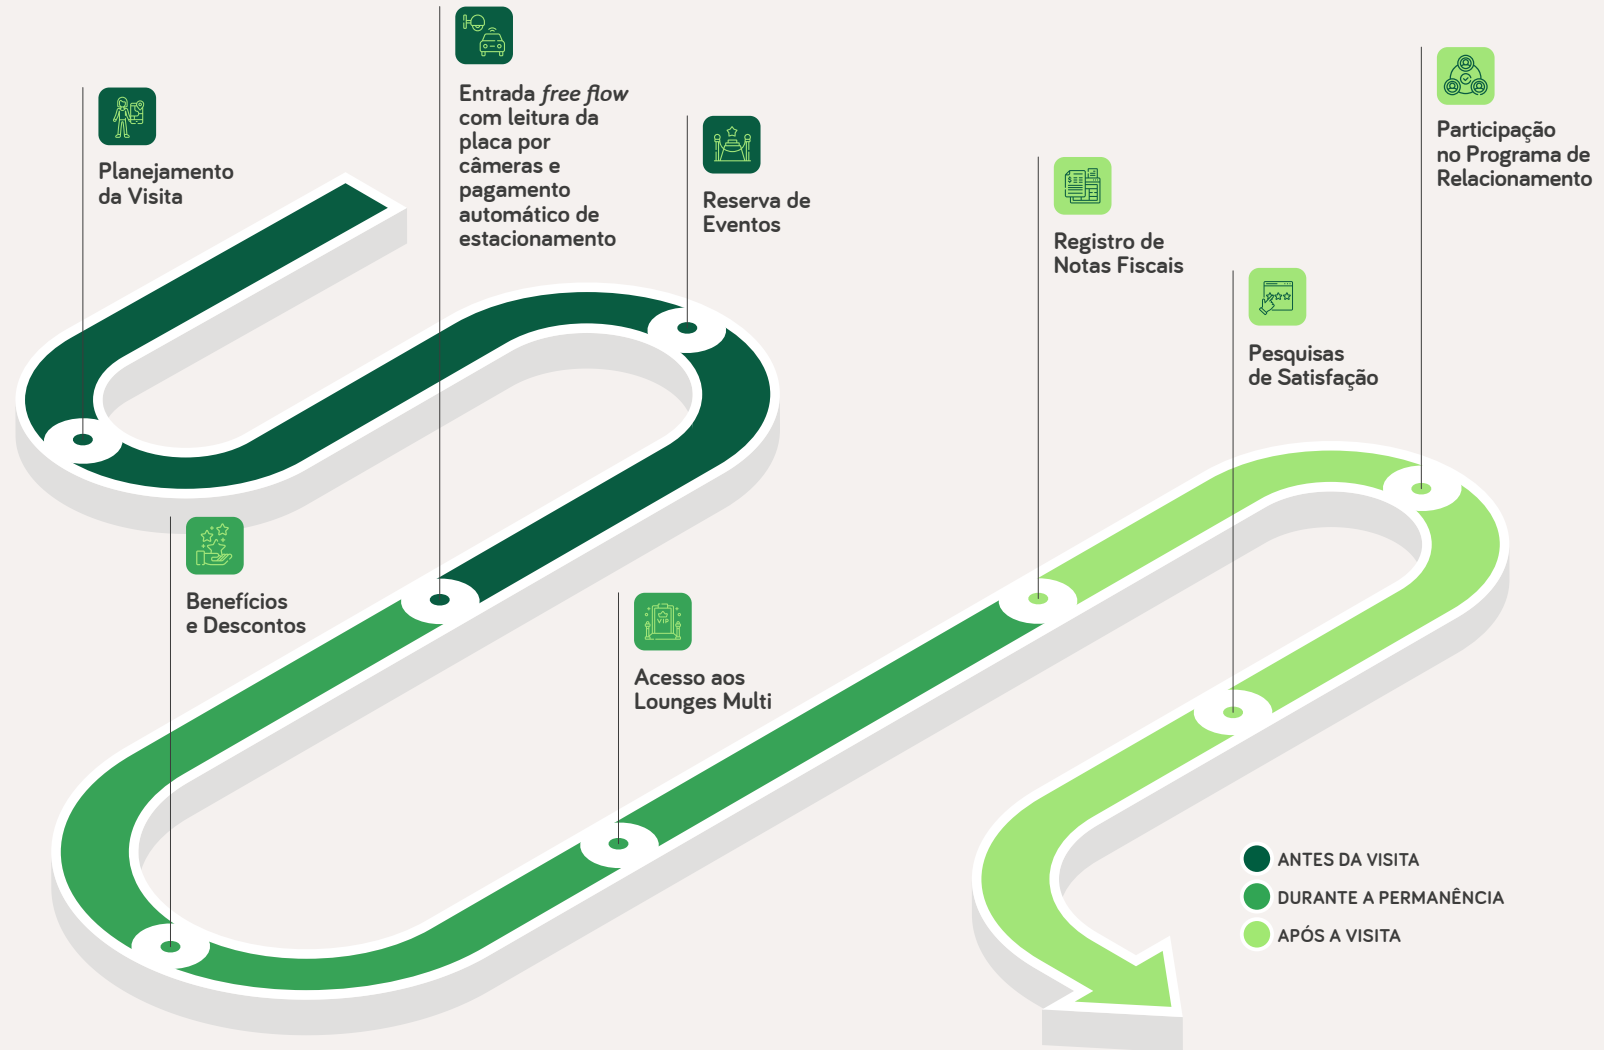 Planejamento
da Visita
Entrada free flow
com leitura da
placa por
câmeras e
pagamento
automático de
estacionamento
Reserva de
Eventos
Benefícios
e Descontos
VIP
Acesso aos
Lounges Multi
Registro de
Notas Fiscais
Pesquisas
de Satisfação
Participação
no Programa de
Relacionamento
ANTES DA VISITA
DURANTE A PERMANÊNCIA
APÓS A VISITA